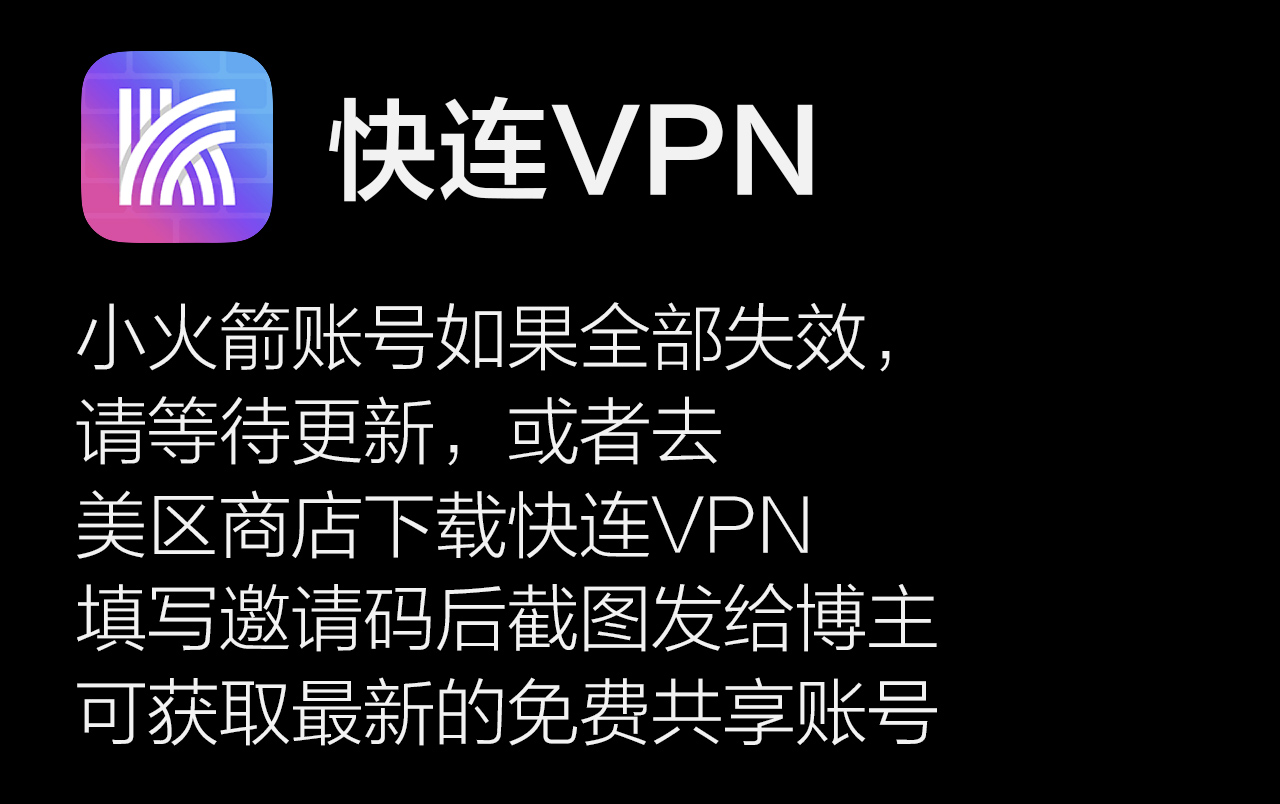 快连VPN
小火箭账号如果全部失效，
请等待更新，或者去
美区商店下载快连VPN
填写邀请码后截图发给博主
可获取最新的免费共享账号